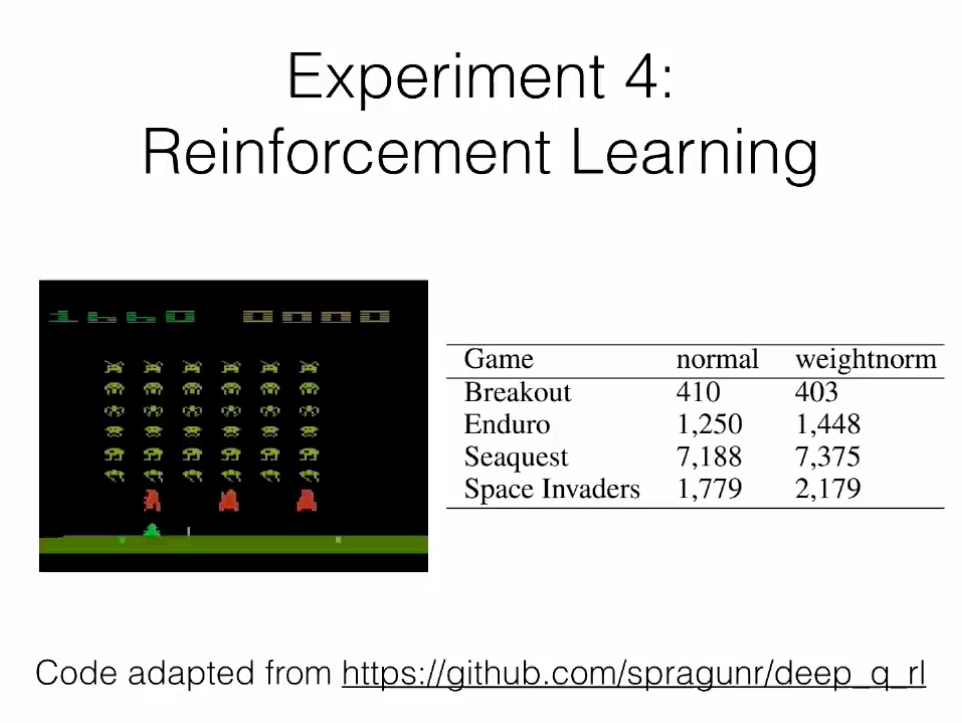 Experiment 4:
Reinforcement Learning
1660 0000
Game normal weightnorm
Breakout 410 403
Enduro 1,250 1,448
Seaquest 7,188 7,375
Space Invaders 1,779 2,179
Code adapted from https://github.com/spragunr/deep_q_rl